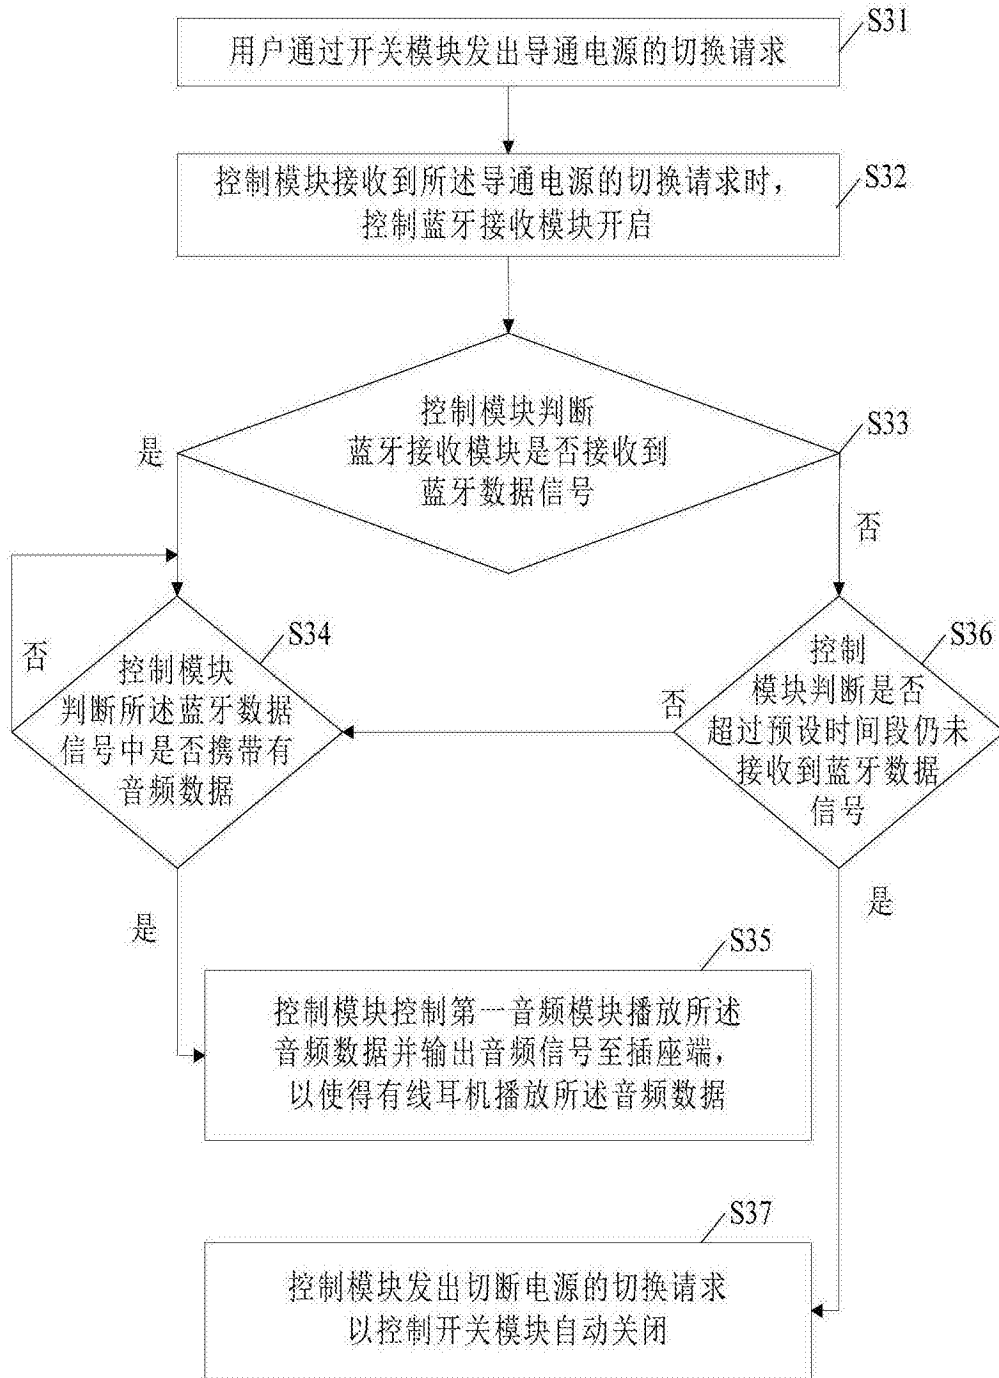 S31
用户通过开关模块发出导通电源的切换请求
S32
控制模块接收到所述导通电源的切换请求时，
控制蓝牙接收模块开启
S33
控制模块判断
蓝牙接收模块是否接收到
蓝牙数据信号
是
否
S34
控制模块
判断所述蓝牙数据
信号中是否携带有
音频数据
否
是
S36
控制
模块判断是否
超过预设时间段仍未
接收到蓝牙数据
信号
否
是
S35
控制模块控制第一音频模块播放所述
音频数据并输出音频信号至插座端，
以使得有线耳机播放所述音频数据
S37
控制模块发出切断电源的切换请求
以控制开关模块自动关闭